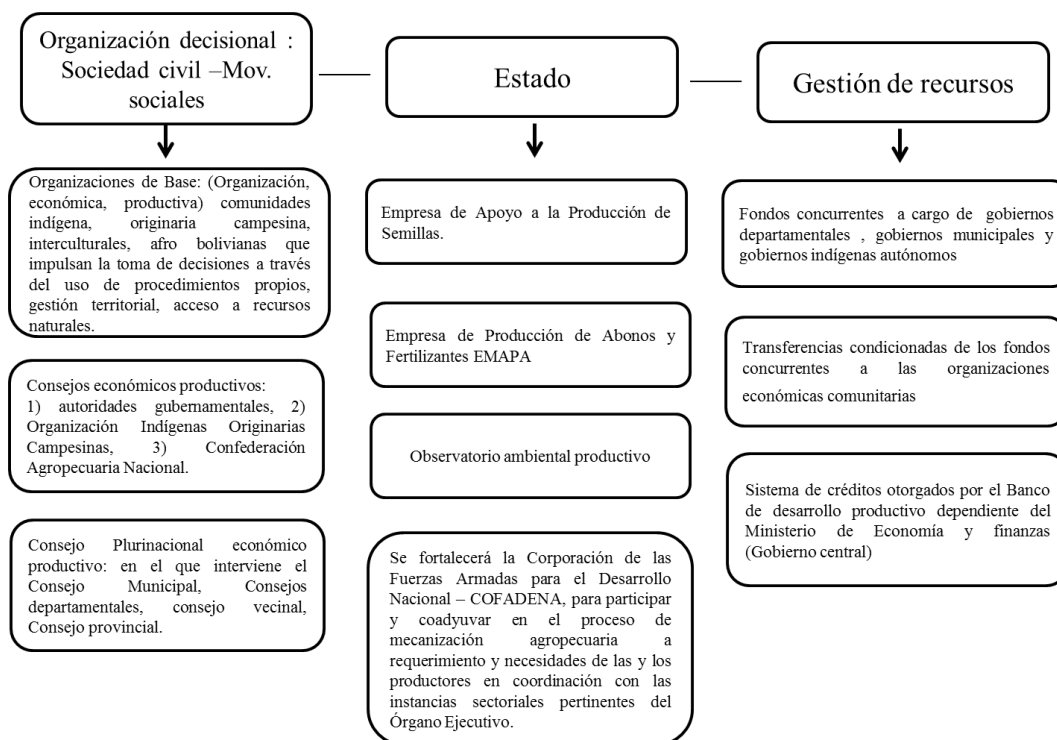 Organización decisional :
Sociedad civil –Mov.
sociales
Estado
Gestión de recursos
Organizaciones de Base: (Organización,
económica, productiva) comunidades
indígena, originaria campesina,
interculturales, afro bolivianas que
impulsan la toma de decisiones a través
del uso de procedimientos propios,
gestión territorial, acceso a recursos
naturales.
Consejos económicos productivos:
1) autoridades gubernamentales, 2)
Organización Indígenas Originarias
Campesinas, 3) Confederación
Agropecuaria Nacional.
Consejo Plurinacional económico
productivo: en el que interviene el
Consejo Municipal, Consejos
departamentales, consejo vecinal,
Consejo provincial.
Empresa de Apoyo a la Producción de
Semillas.
Empresa de Producción de Abonos y
Fertilizantes EMAPA
Observatorio ambiental productivo
Se fortalecerá la Corporación de las
Fuerzas Armadas para el Desarrollo
Nacional – COFADENA, para participar
y coadyuvar en el proceso de
mecanización agropecuaria a
requerimiento y necesidades de las y los
productores en coordinación con las
instancias sectoriales pertinentes del
Órgano Ejecutivo.
Fondos concurrentes a cargo de gobiernos
departamentales , gobiernos municipales y
gobiernos indígenas autónomos
Transferencias condicionadas de los fondos
concurrentes a las organizaciones
económicas comunitarias
Sistema de créditos otorgados por el Banco
de desarrollo productivo dependiente del
Ministerio de Economía y finanzas
(Gobierno central)